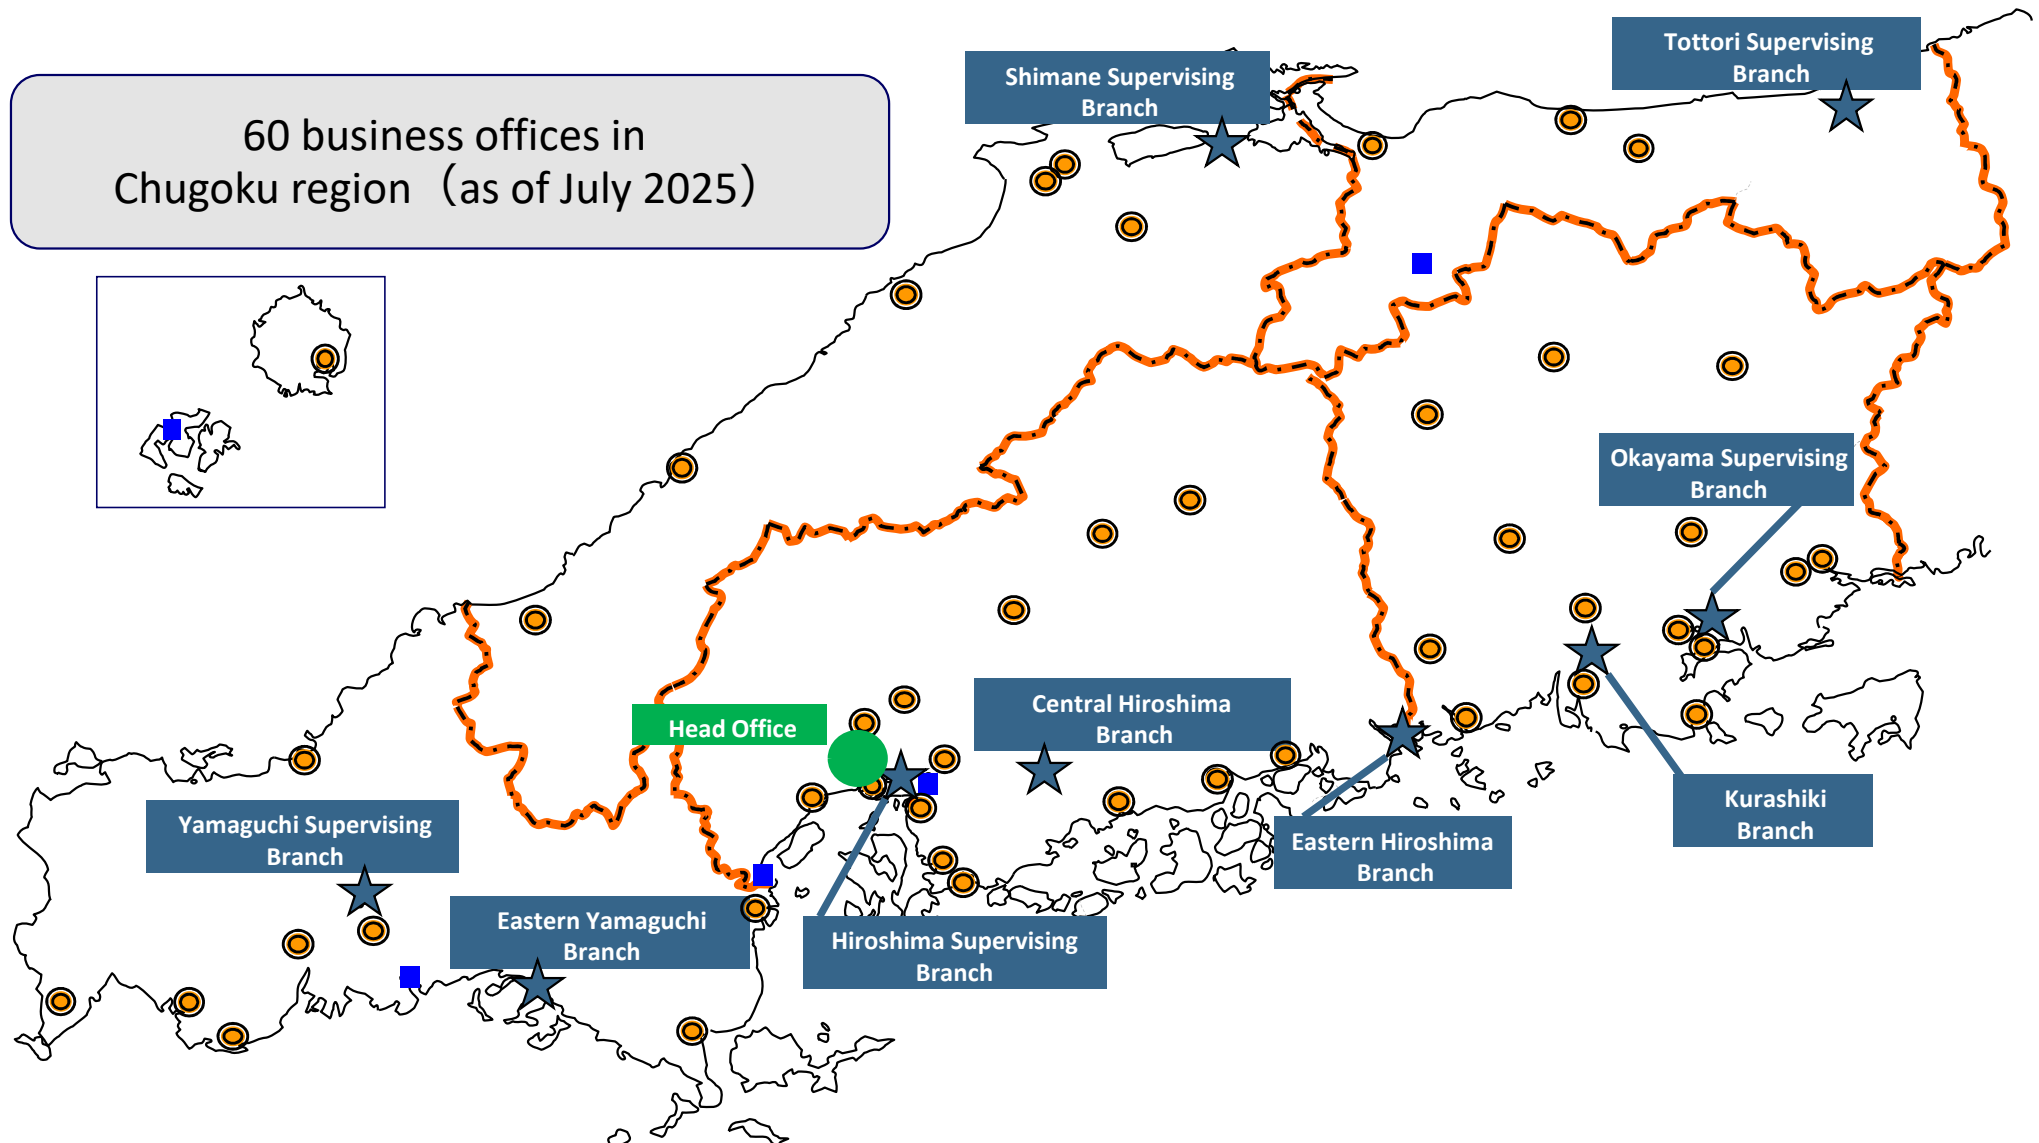 60 business offices in
Chugoku region（as of July 2025）
Shimane Supervising
Branch
Tottori Supervising
Branch
Okayama Supervising
Branch
Head Office
Central Hiroshima
Branch
Yamaguchi Supervising
Branch
Eastern Yamaguchi
Branch
Hiroshima Supervising
Branch
Eastern Hiroshima
Branch
Kurashiki
Branch